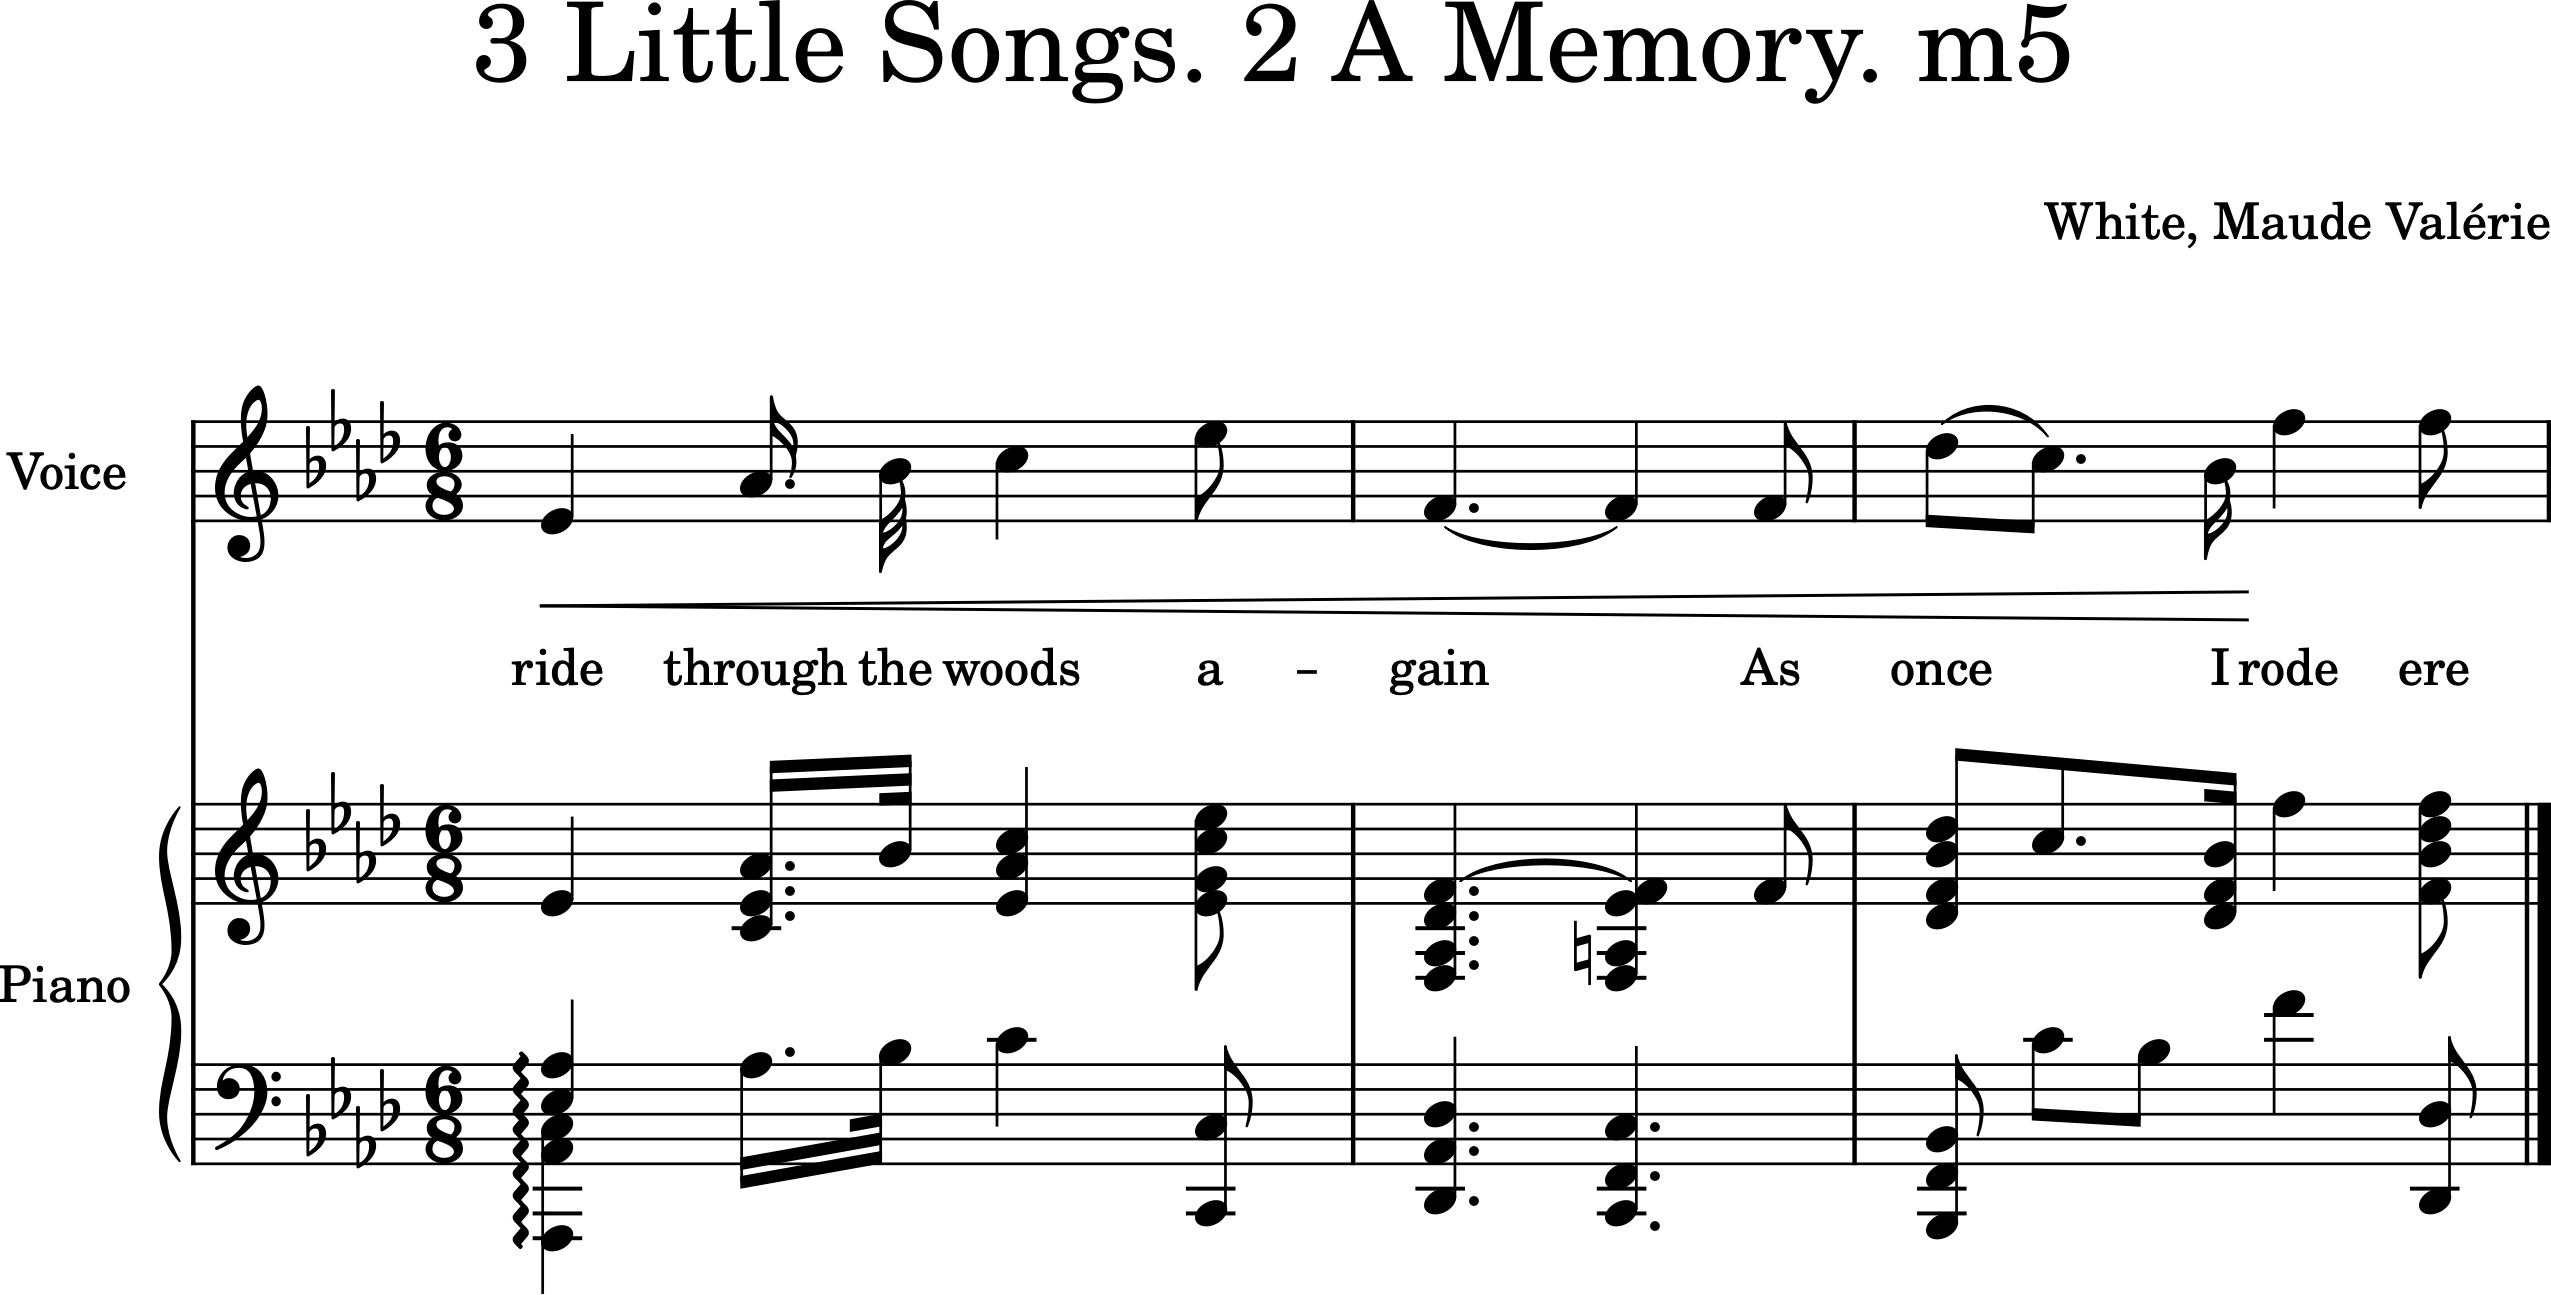 3 Little Songs. 2 A Memory. m5
White, Maude Valérie
Voice
ride through the woods a - gain As once I rode ere
Piano